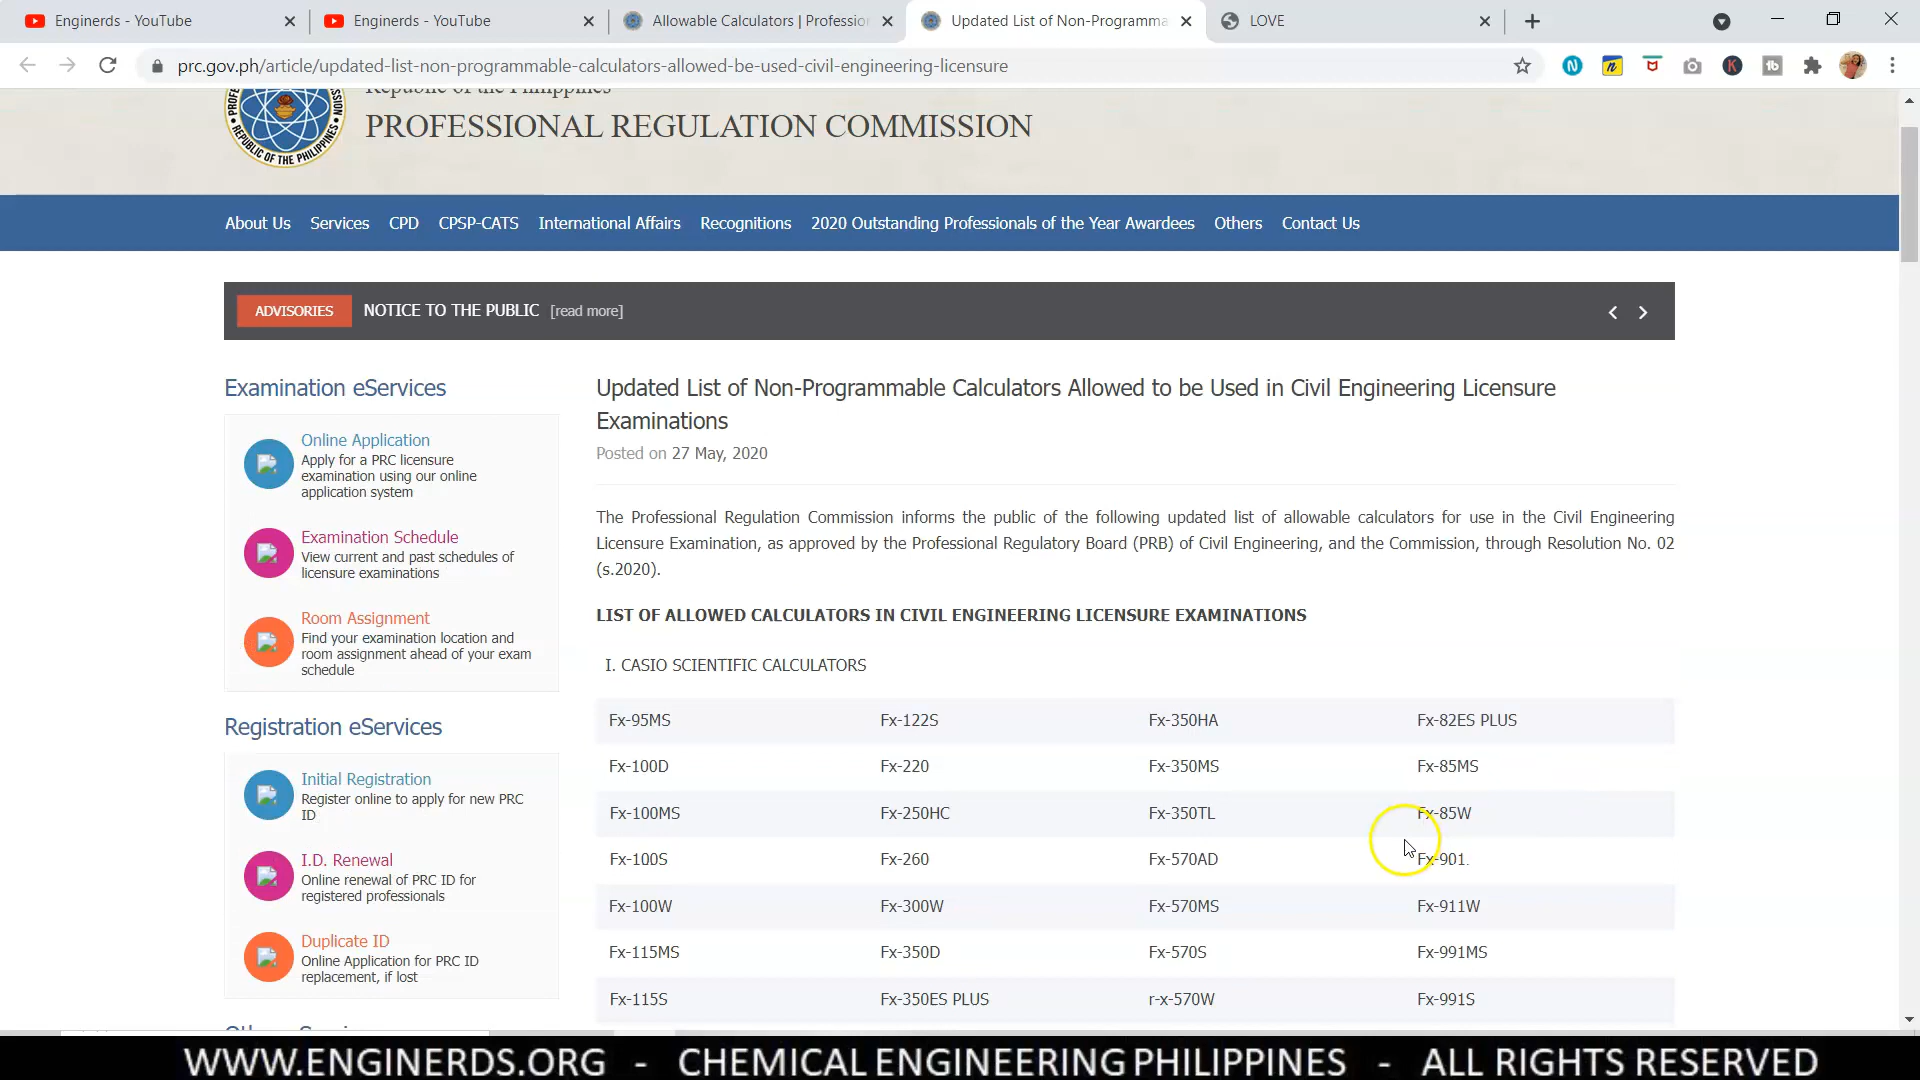 Enginerds - YouTube
Enginerds - YouTube
Allowable Calculators | Professio
Updated List of Non-Programma
LOVE
prc.gov.ph/article/updated-list-non-programmable-calculators-allowed-be-used-civil-engineering-licensure
Republic of the Philippines
PROFESSIONAL REGULATION COMMISSION
About Us
Services
CPD
CPSP-CATS
International Affairs
Recognitions
2020 Outstanding Professionals of the Year Awardees
Others
Contact Us
ADVISORIES
NOTICE TO THE PUBLIC [read more]
Examination eServices
Online Application
Apply for a PRC licensure
examination using our online
application system
Examination Schedule
View current and past schedules of
licensure examinations
Room Assignment
Find your examination location and
room assignment ahead of your exam
schedule
Registration eServices
Initial Registration
Register online to apply for new PRC
ID
I.D. Renewal
Online renewal of PRC ID for
registered professionals
Duplicate ID
Online Application for PRC ID
replacement, if lost
Updated List of Non-Programmable Calculators Allowed to be Used in Civil Engineering Licensure
Examinations
Posted on 27 May, 2020
The Professional Regulation Commission informs the public of the following updated list of allowable calculators for use in the Civil Engineering
Licensure Examination, as approved by the Professional Regulatory Board (PRB) of Civil Engineering, and the Commission, through Resolution No. 02
(s.2020).
LIST OF ALLOWED CALCULATORS IN CIVIL ENGINEERING LICENSURE EXAMINATIONS
I. CASIO SCIENTIFIC CALCULATORS
Fx-95MS Fx-122S Fx-350HA Fx-82ES PLUS
Fx-100D Fx-220 Fx-350MS Fx-85MS
Fx-100MS Fx-250HC Fx-350TL Fx-85W
Fx-100S Fx-260 Fx-570AD Fx-901.
Fx-100W Fx-300W Fx-570MS Fx-911W
Fx-115MS Fx-350D Fx-570S Fx-991MS
Fx-115S Fx-350ES PLUS r-x-570W Fx-991S
WWW.ENGINERDS.ORG - CHEMICAL ENGINEERING PHILIPPINES - ALL RIGHTS RESERVED